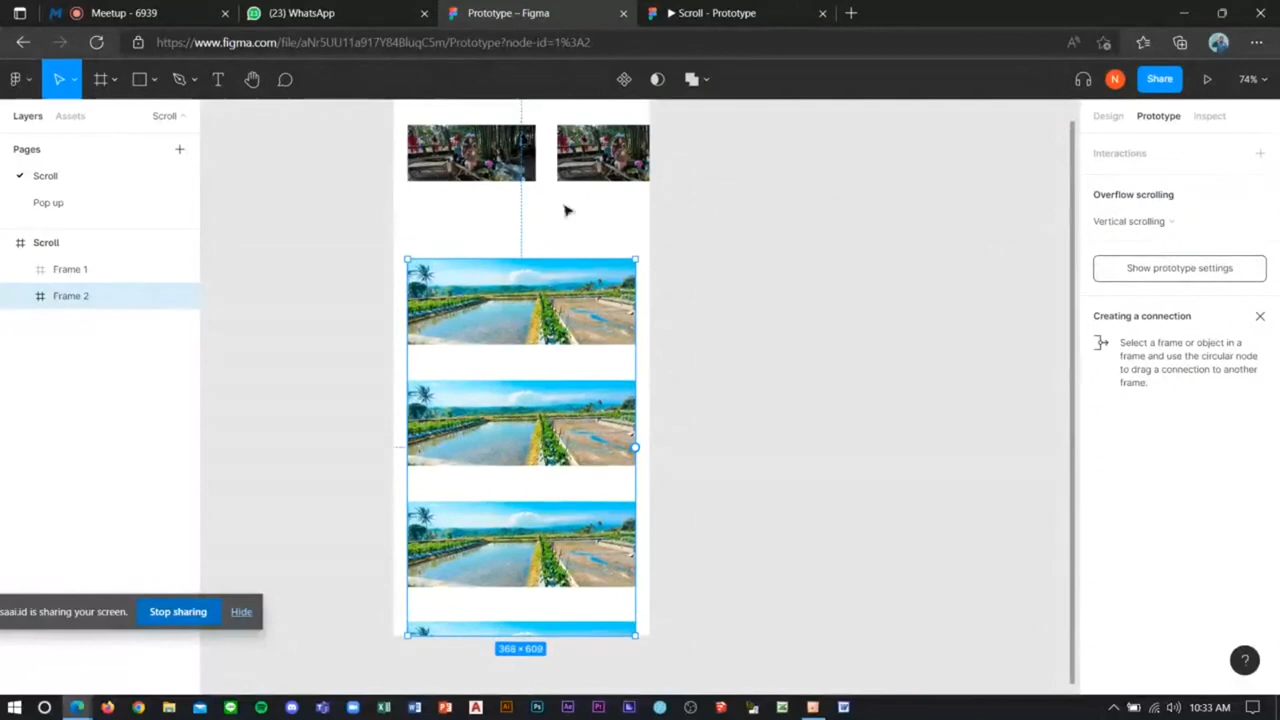 Meetup - 6939
(23) WhatsApp
Prototype – Figma
Scroll - Prototype
https://www.figma.com/file/aNr5UU11a917Y84BluqC5m/Prototype?node-id=1%3A2
N
Share
74%
Layers
Assets
Scroll
Design
Prototype
Inspect
Pages
Interactions
Scroll
Overflow scrolling
Pop up
Vertical scrolling
Scroll
Frame 1
Show prototype settings
Frame 2
Creating a connection
Select a frame or object in a
frame and use the circular node
to drag a connection to another
frame.
saai.id is sharing your screen.
Stop sharing
Hide
368 × 609
?
10:33 AM